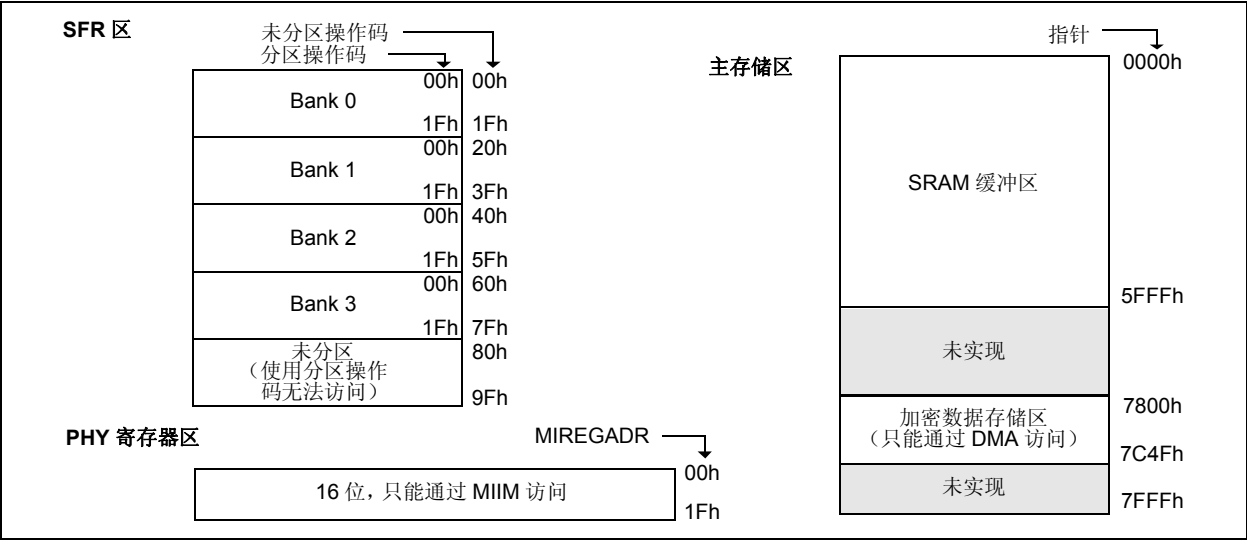 SFR 区
未分区操作码
分区操作码
00h 00h
Bank 0
1Fh 1Fh
00h 20h
Bank 1
1Fh 3Fh
00h 40h
Bank 2
1Fh 5Fh
00h 60h
Bank 3
1Fh 7Fh
未分区
（使用分区操作
码无法访问）
80h
9Fh
PHY 寄存器区
MIREGADR
00h
16 位，只能通过 MIIM 访问
1Fh
主存储区
指针
0000h
SRAM 缓冲区
5FFFh
未实现
7800h
加密数据存储区
（只能通过 DMA 访问）
7C4Fh
未实现
7FFFh